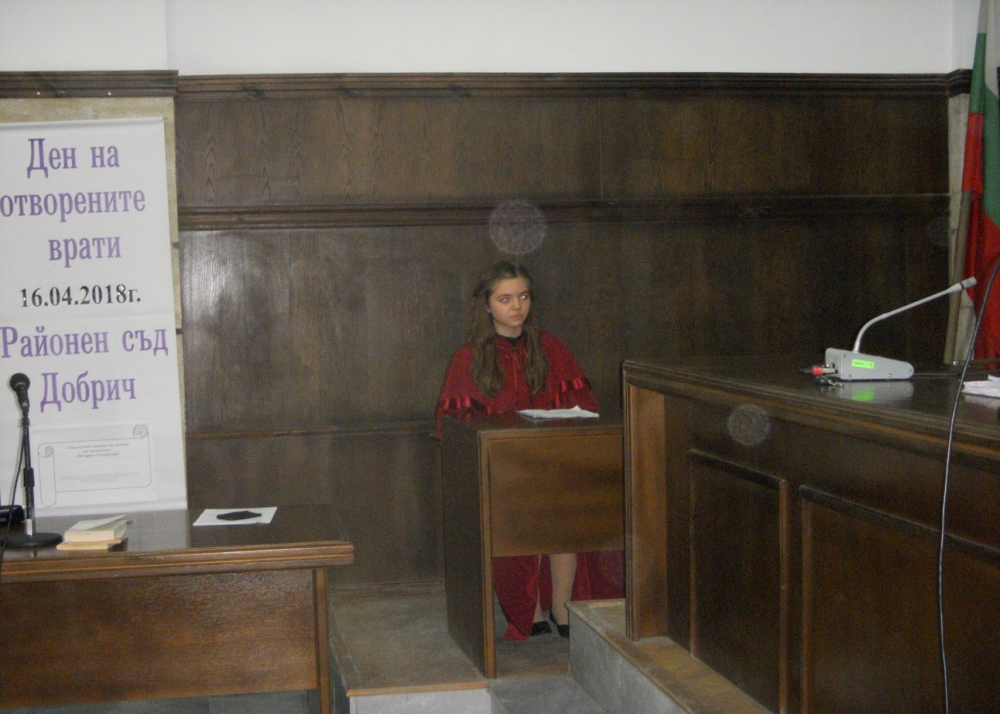 Ден на
отворените
врати
16.04.2018г.
Районен съд
Добрич